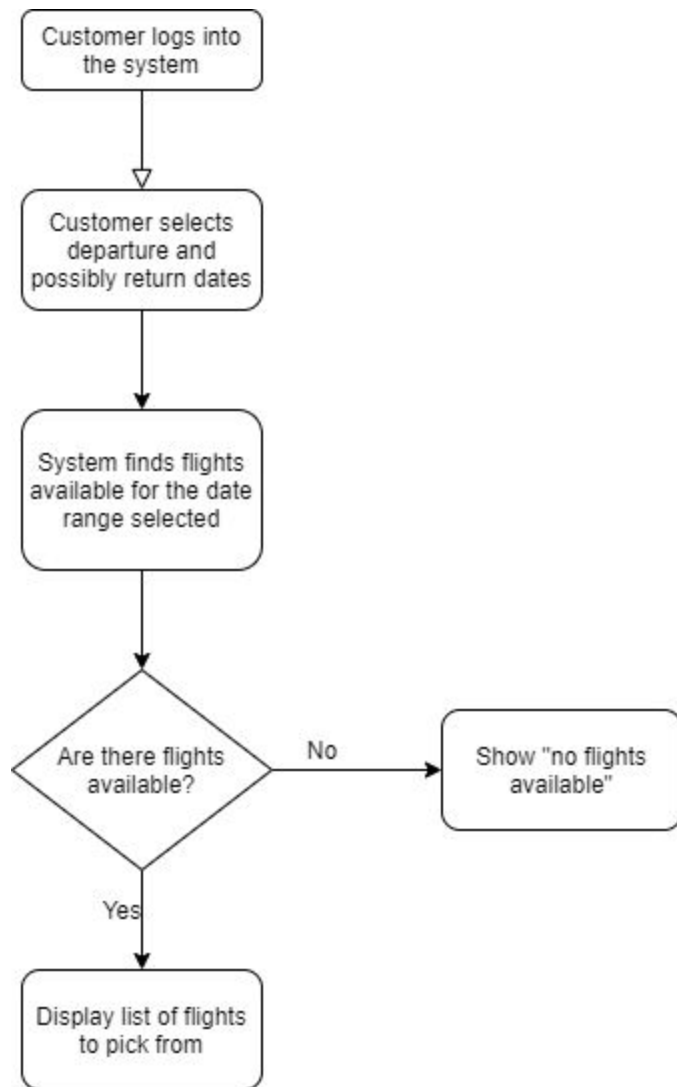 Customer logs into
the system
Customer selects
departure and
possibly return dates
System finds flights
available for the date
range selected
Are there flights
available?
No
Show "no flights
available"
Yes
Display list of flights
to pick from